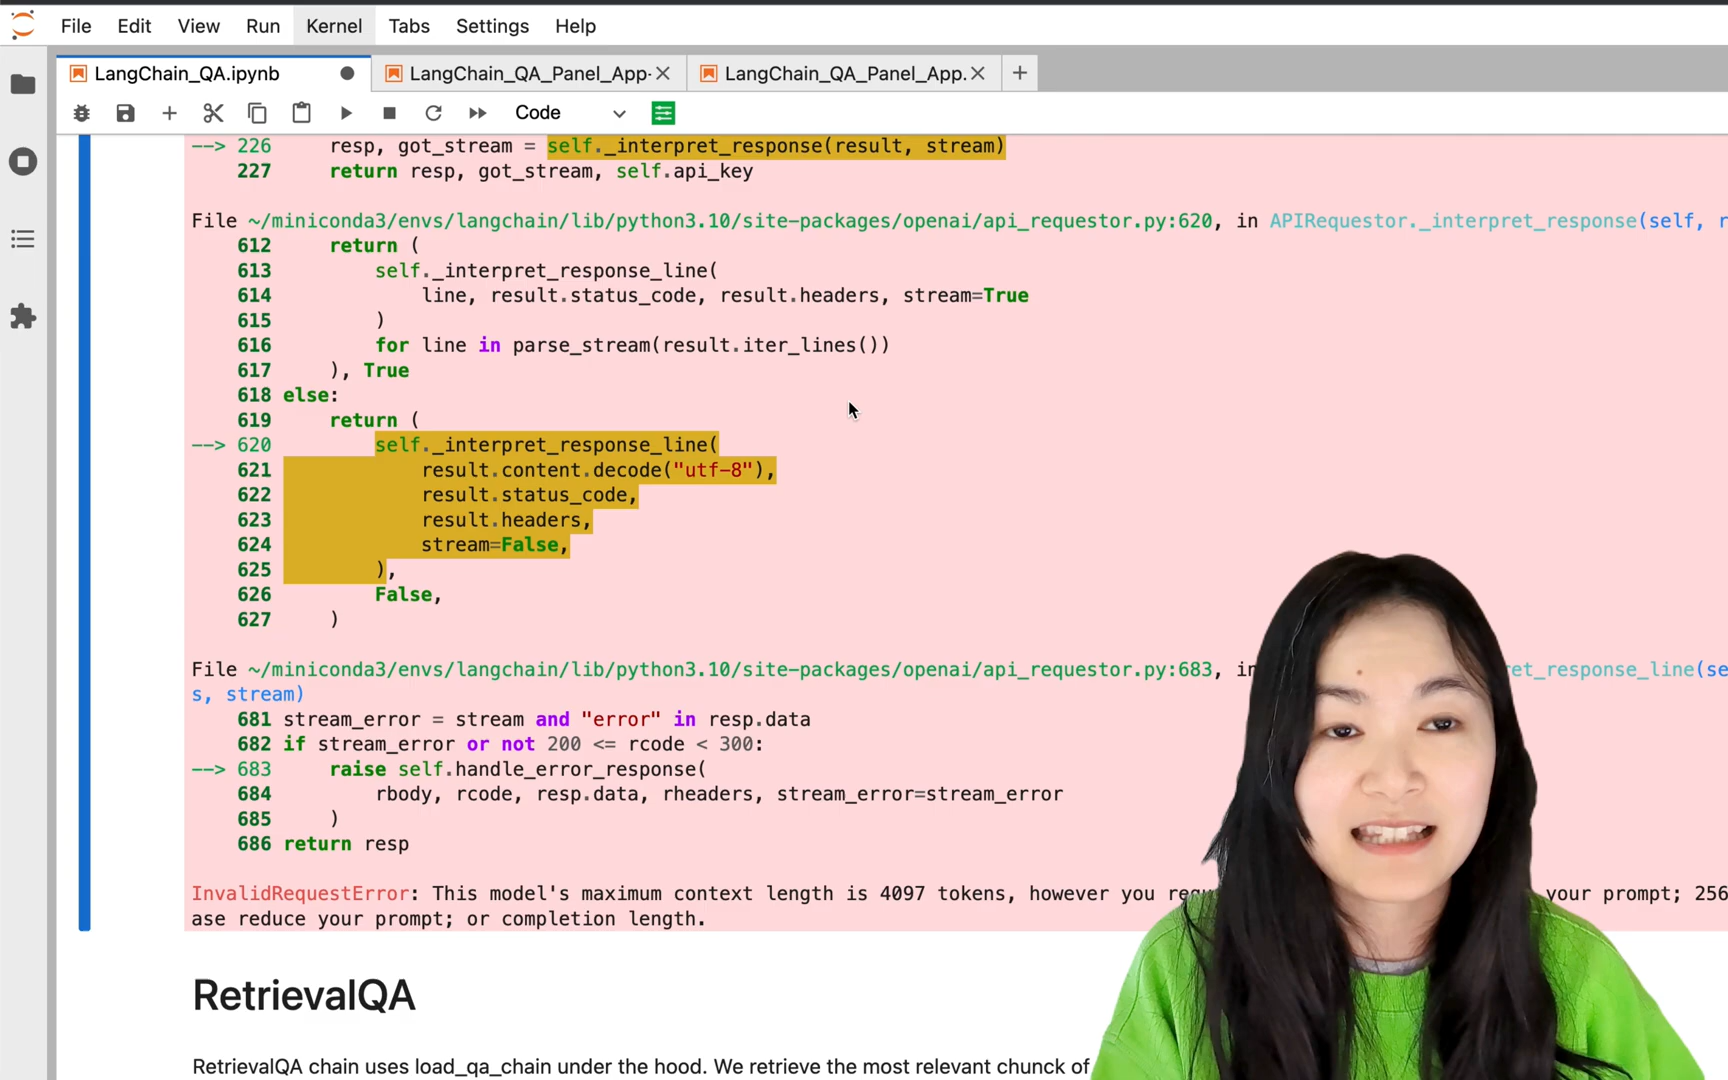 File Edit View Run Kernel Tabs Settings Help
LangChain_QA.ipynb LangChain_QA_Panel_App- LangChain_QA_Panel_App.
Code
--> 226 resp, got_stream = self._interpret_response(result, stream)
227 return resp, got_stream, self.api_key
File ~/miniconda3/envs/langchain/lib/python3.10/site-packages/openai/api_requestor.py:620, in APIRequestor._interpret_response(self, r
612 return (
613 self._interpret_response_line(
614 line, result.status_code, result.headers, stream=True
615 )
616 for line in parse_stream(result.iter_lines())
617 ), True
618 else:
619 return (
--> 620 self._interpret_response_line(
621 result.content.decode("utf-8"),
622 result.status_code,
623 result.headers,
624 stream=False,
625 ),
626 False,
627 )
File ~/miniconda3/envs/langchain/lib/python3.10/site-packages/openai/api_requestor.py:683, in ret_response_line(se
s, stream)
681 stream_error = stream and "error" in resp.data
682 if stream_error or not 200 <= rcode < 300:
--> 683 raise self.handle_error_response(
684 rbody, rcode, resp.data, rheaders, stream_error=stream_error
685 )
686 return resp
InvalidRequestError: This model's maximum context length is 4097 tokens, however you your prompt; 256
ase reduce your prompt; or completion length.
RetrievalQA
RetrievalQA chain uses load_qa_chain under the hood. We retrieve the most relevant chunck of